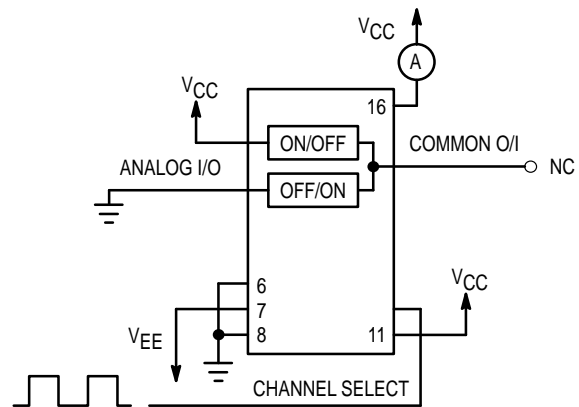 VCC
A
VCC
16
ON/OFF
COMMON O/I
ANALOG I/O
NC
OFF/ON
6
VCC
7
VEE
8
11
CHANNEL SELECT